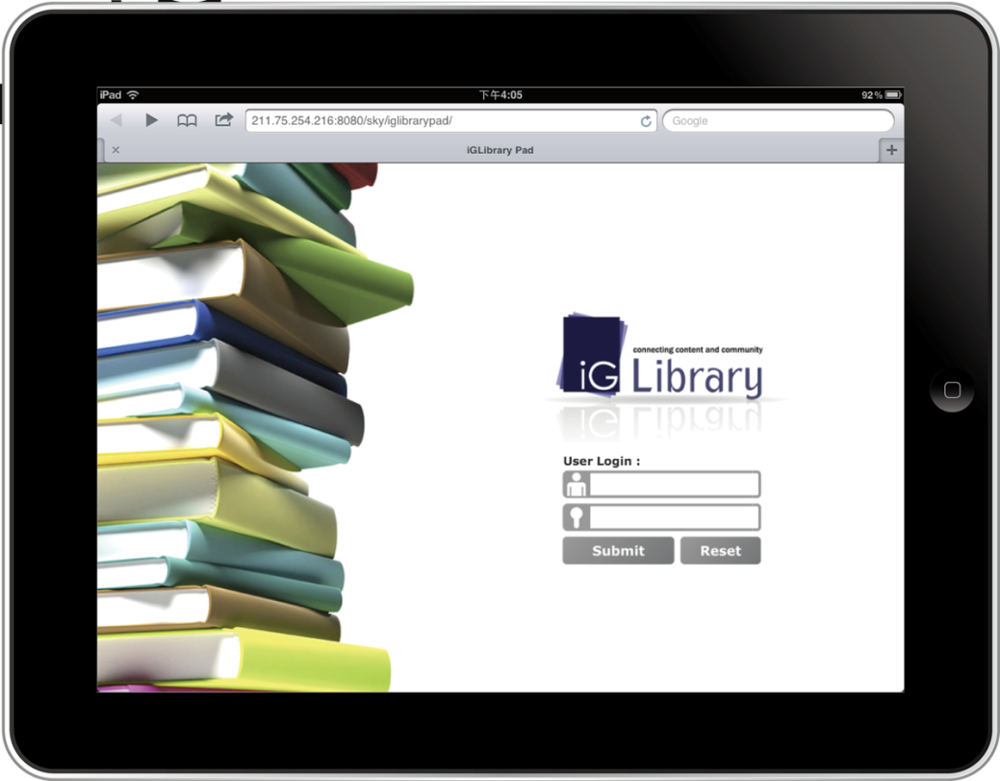 iPad 下午4:05 92%
211.75.254.216:8080/sky/iglibrarypad/ Google
iGLibrary Pad
connecting content and community
iG Library
User Login :
Submit Reset